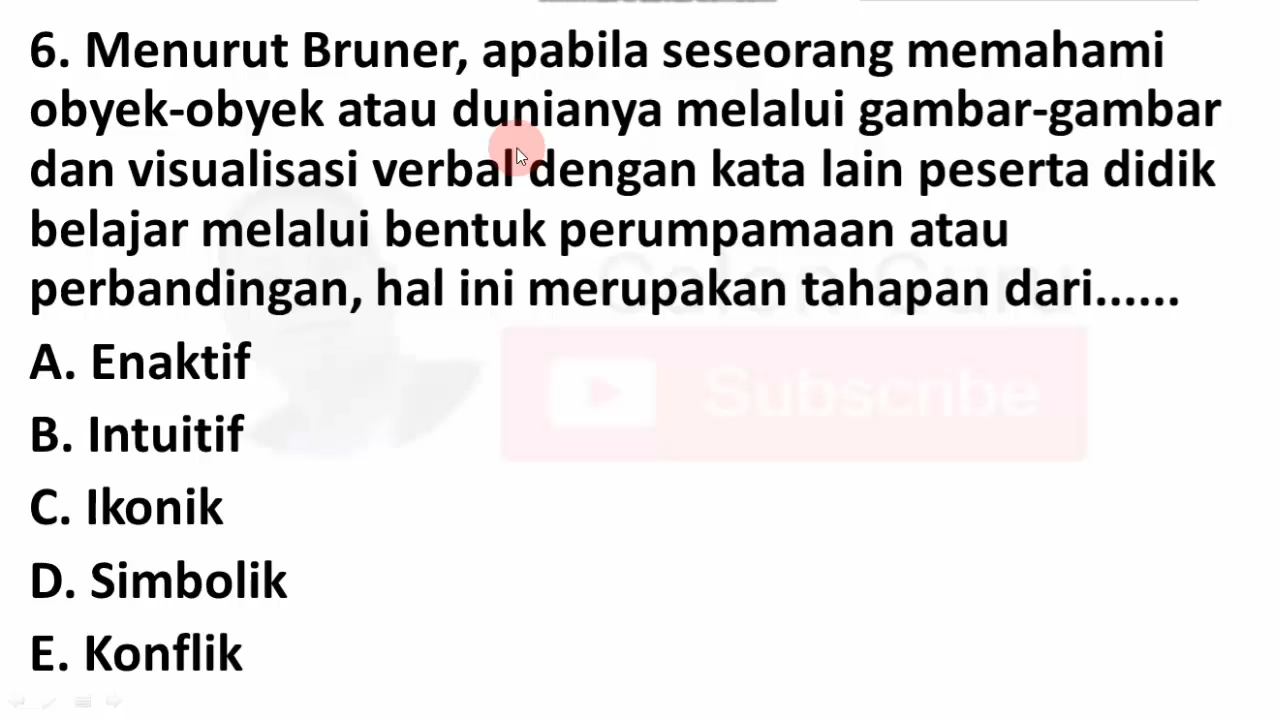 6. Menurut Bruner, apabila seseorang memahami
obyek-obyek atau dunianya melalui gambar-gambar
dan visualisasi verbal dengan kata lain peserta didik
belajar melalui bentuk perumpamaan atau
perbandingan, hal ini merupakan tahapan dari......
Calon Guru
Subscribe
A. Enaktif
B. Intuitif
C. Ikonik
D. Simbolik
E. Konflik